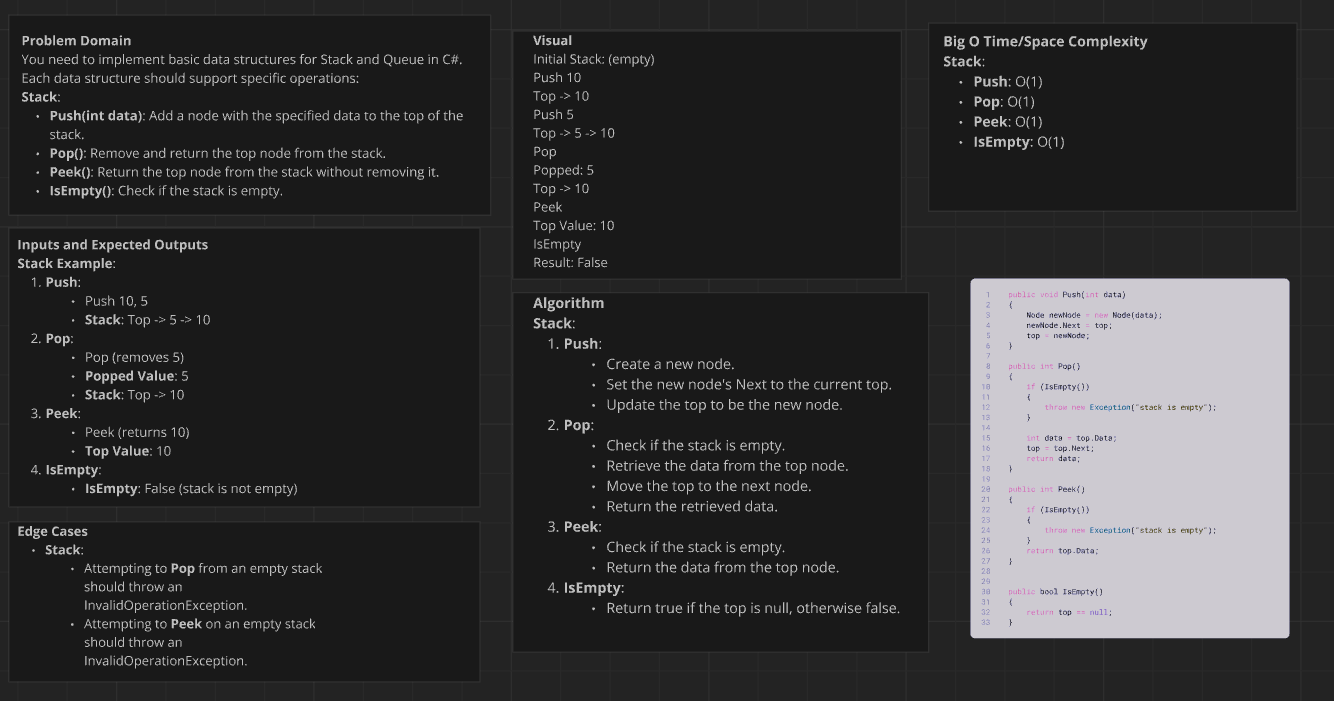 Problem Domain
You need to implement basic data structures for Stack and Queue in C#.
Each data structure should support specific operations:
Stack:
• Push(int data): Add a node with the specified data to the top of the
stack.
• Pop(): Remove and return the top node from the stack.
• Peek(): Return the top node from the stack without removing it.
• IsEmpty(): Check if the stack is empty.
Inputs and Expected Outputs
Stack Example:
1. Push:
• Push 10, 5
• Stack: Top -> 5 -> 10
2. Pop:
• Pop (removes 5)
• Popped Value: 5
• Stack: Top -> 10
3. Peek:
• Peek (returns 10)
• Top Value: 10
4. IsEmpty:
• IsEmpty: False (stack is not empty)
Edge Cases
• Stack:
• Attempting to Pop from an empty stack
should throw an
InvalidOperationException.
• Attempting to Peek on an empty stack
should throw an
InvalidOperationException.
Visual
Initial Stack: (empty)
Push 10
Top -> 10
Push 5
Top -> 5 -> 10
Pop
Popped: 5
Top -> 10
Peek
Top Value: 10
IsEmpty
Result: False
Algorithm
Stack:
1. Push:
• Create a new node.
• Set the new node's Next to the current top.
• Update the top to be the new node.
2. Pop:
• Check if the stack is empty.
• Retrieve the data from the top node.
• Move the top to the next node.
• Return the retrieved data.
3. Peek:
• Check if the stack is empty.
• Return the data from the top node.
4. IsEmpty:
• Return true if the top is null, otherwise false.
Big O Time/Space Complexity
Stack:
• Push: O(1)
• Pop: O(1)
• Peek: O(1)
• IsEmpty: O(1)
1 public void Push(int data)
2 {
3 Node newNode = new Node(data);
4 newNode.Next = top;
5 top = newNode;
6 }
7
8 public int Pop()
9 {
10 if (IsEmpty())
11 {
12 throw new Exception("stack is empty");
13 }
14
15 int data = top.Data;
16 top = top.Next;
17 return data;
18 }
19
20 public int Peek()
21 {
22 if (IsEmpty())
23 {
24 throw new Exception("stack is empty");
25 }
26 return top.Data;
27 }
28
29
30 public bool IsEmpty()
31 {
32 return top == null;
33 }